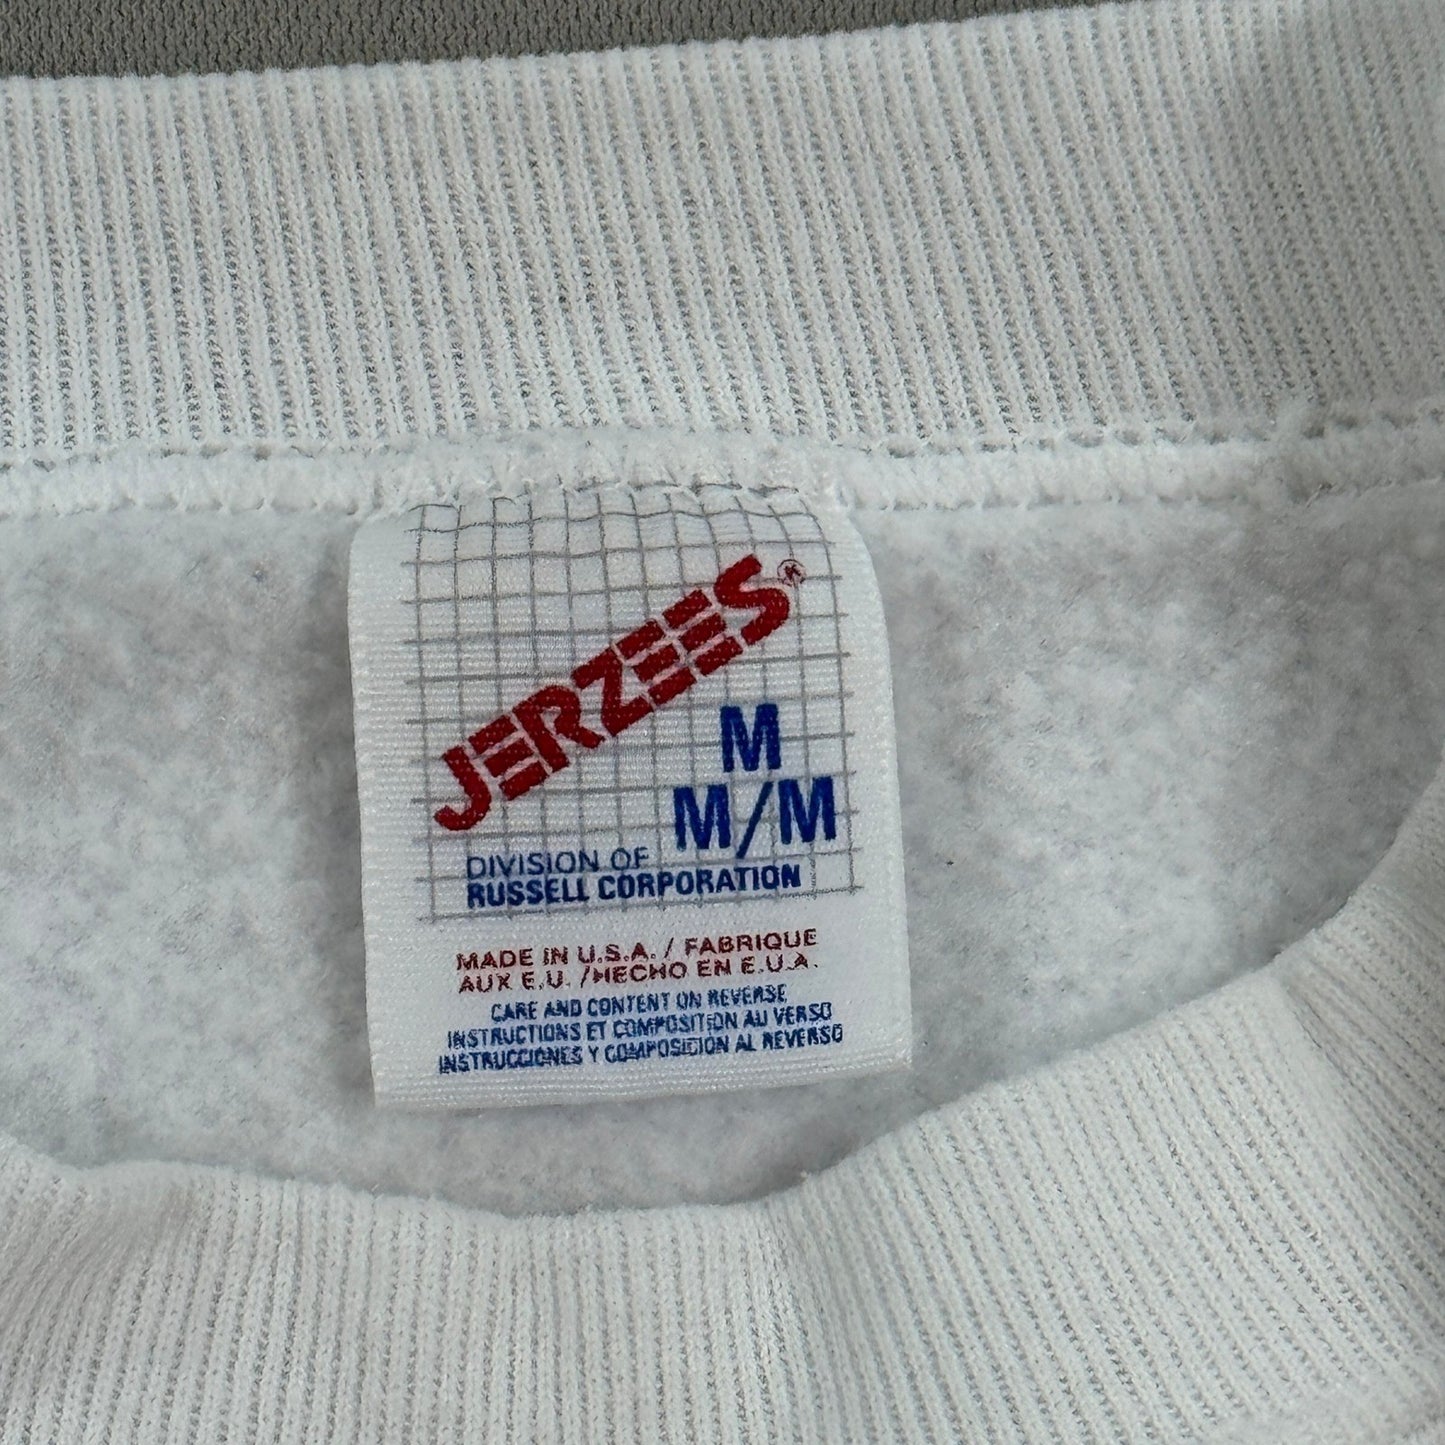 JERZEES®
M
M/M
DIVISION OF
RUSSELL CORPORATION
MADE IN U.S.A. / FABRIQUE
AUX E.U. /HECHO EN E.U.A.
CARE AND CONTENT ON REVERSE
INSTRUCTIONS ET COMPOSITION AU VERSO
INSTRUCCIONES Y COMPOSICION AL REVERSO